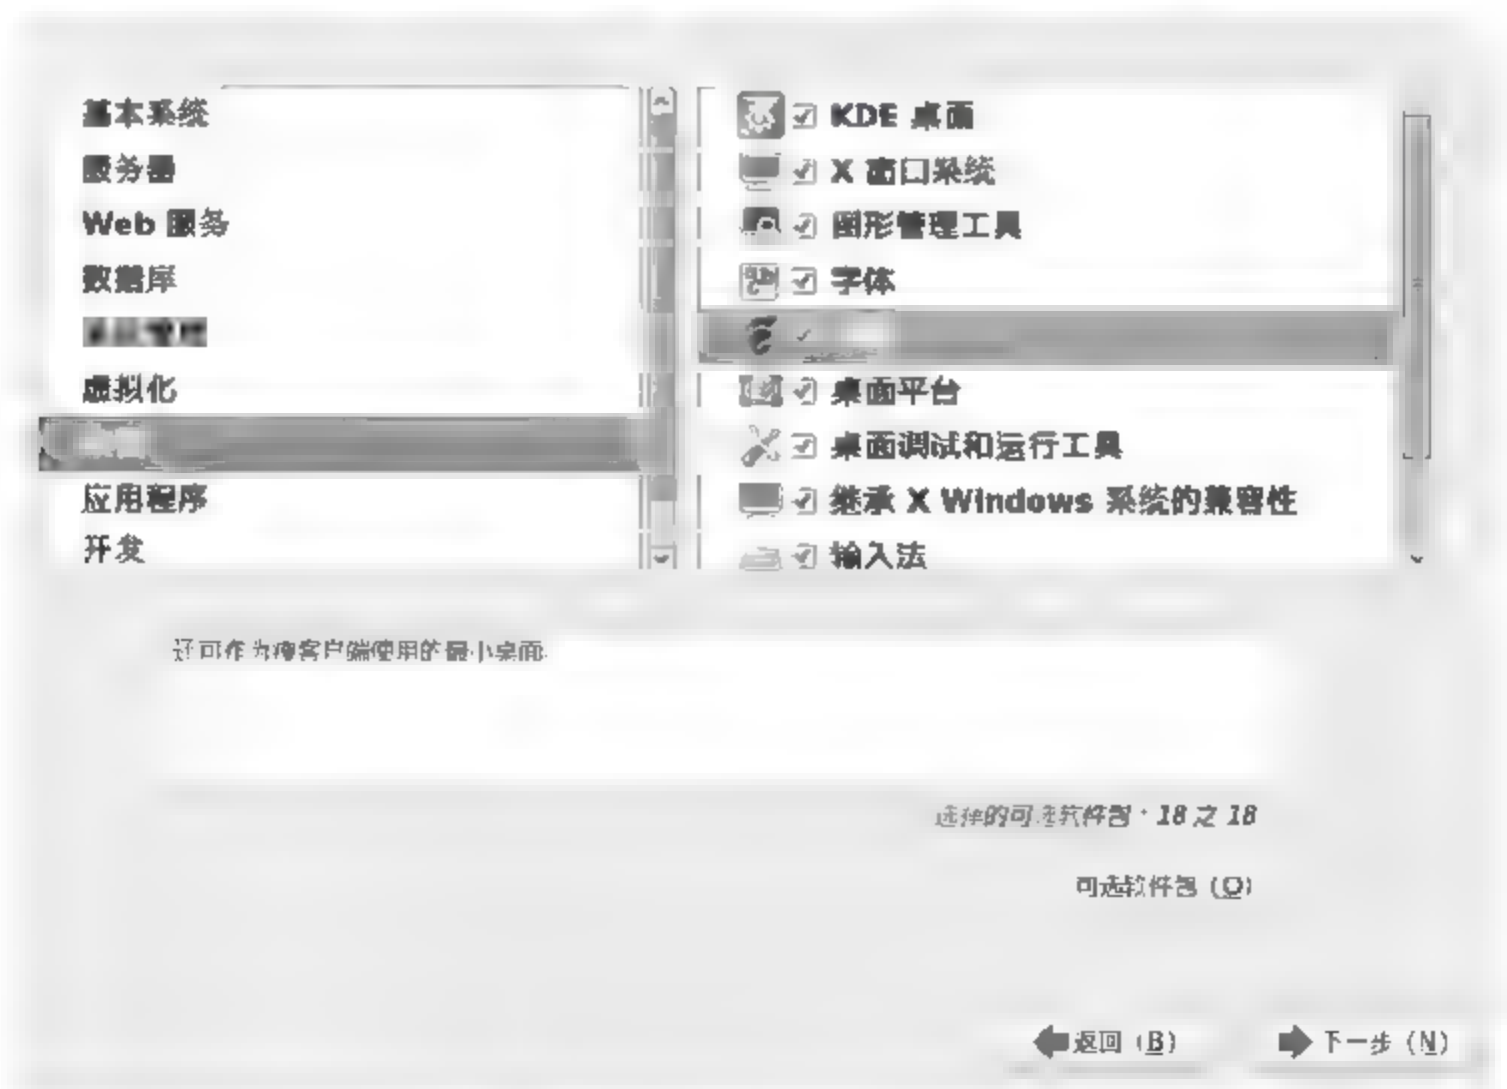 基本系统
服务器
Web 服务
数据库
虚拟化
应用程序
开发
KDE 桌面
X 窗口系统
图形管理工具
字体
桌面平台
桌面调试和运行工具
继承 X Windows 系统的兼容性
输入法
还可作为瘦客户端使用的最小桌面.
选择的可选软件包：18 之 18
可选软件包（O）
返回（B）
下一步（N）